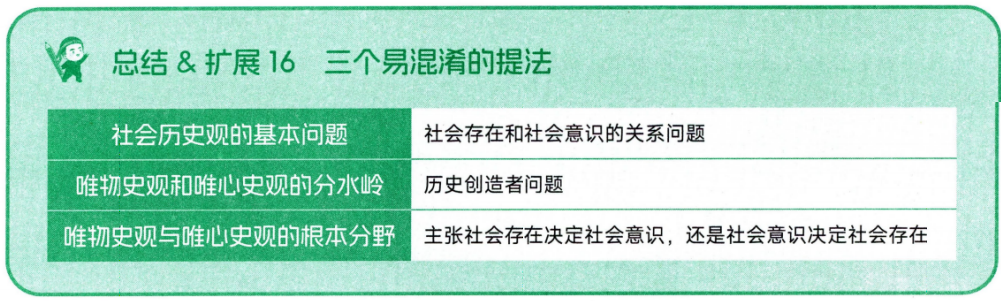 总结 & 扩展 16 三个易混淆的提法
社会历史观的基本问题 社会存在和社会意识的关系问题
唯物史观和唯心史观的分水岭 历史创造者问题
唯物史观与唯心史观的根本分野 主张社会存在决定社会意识，还是社会意识决定社会存在